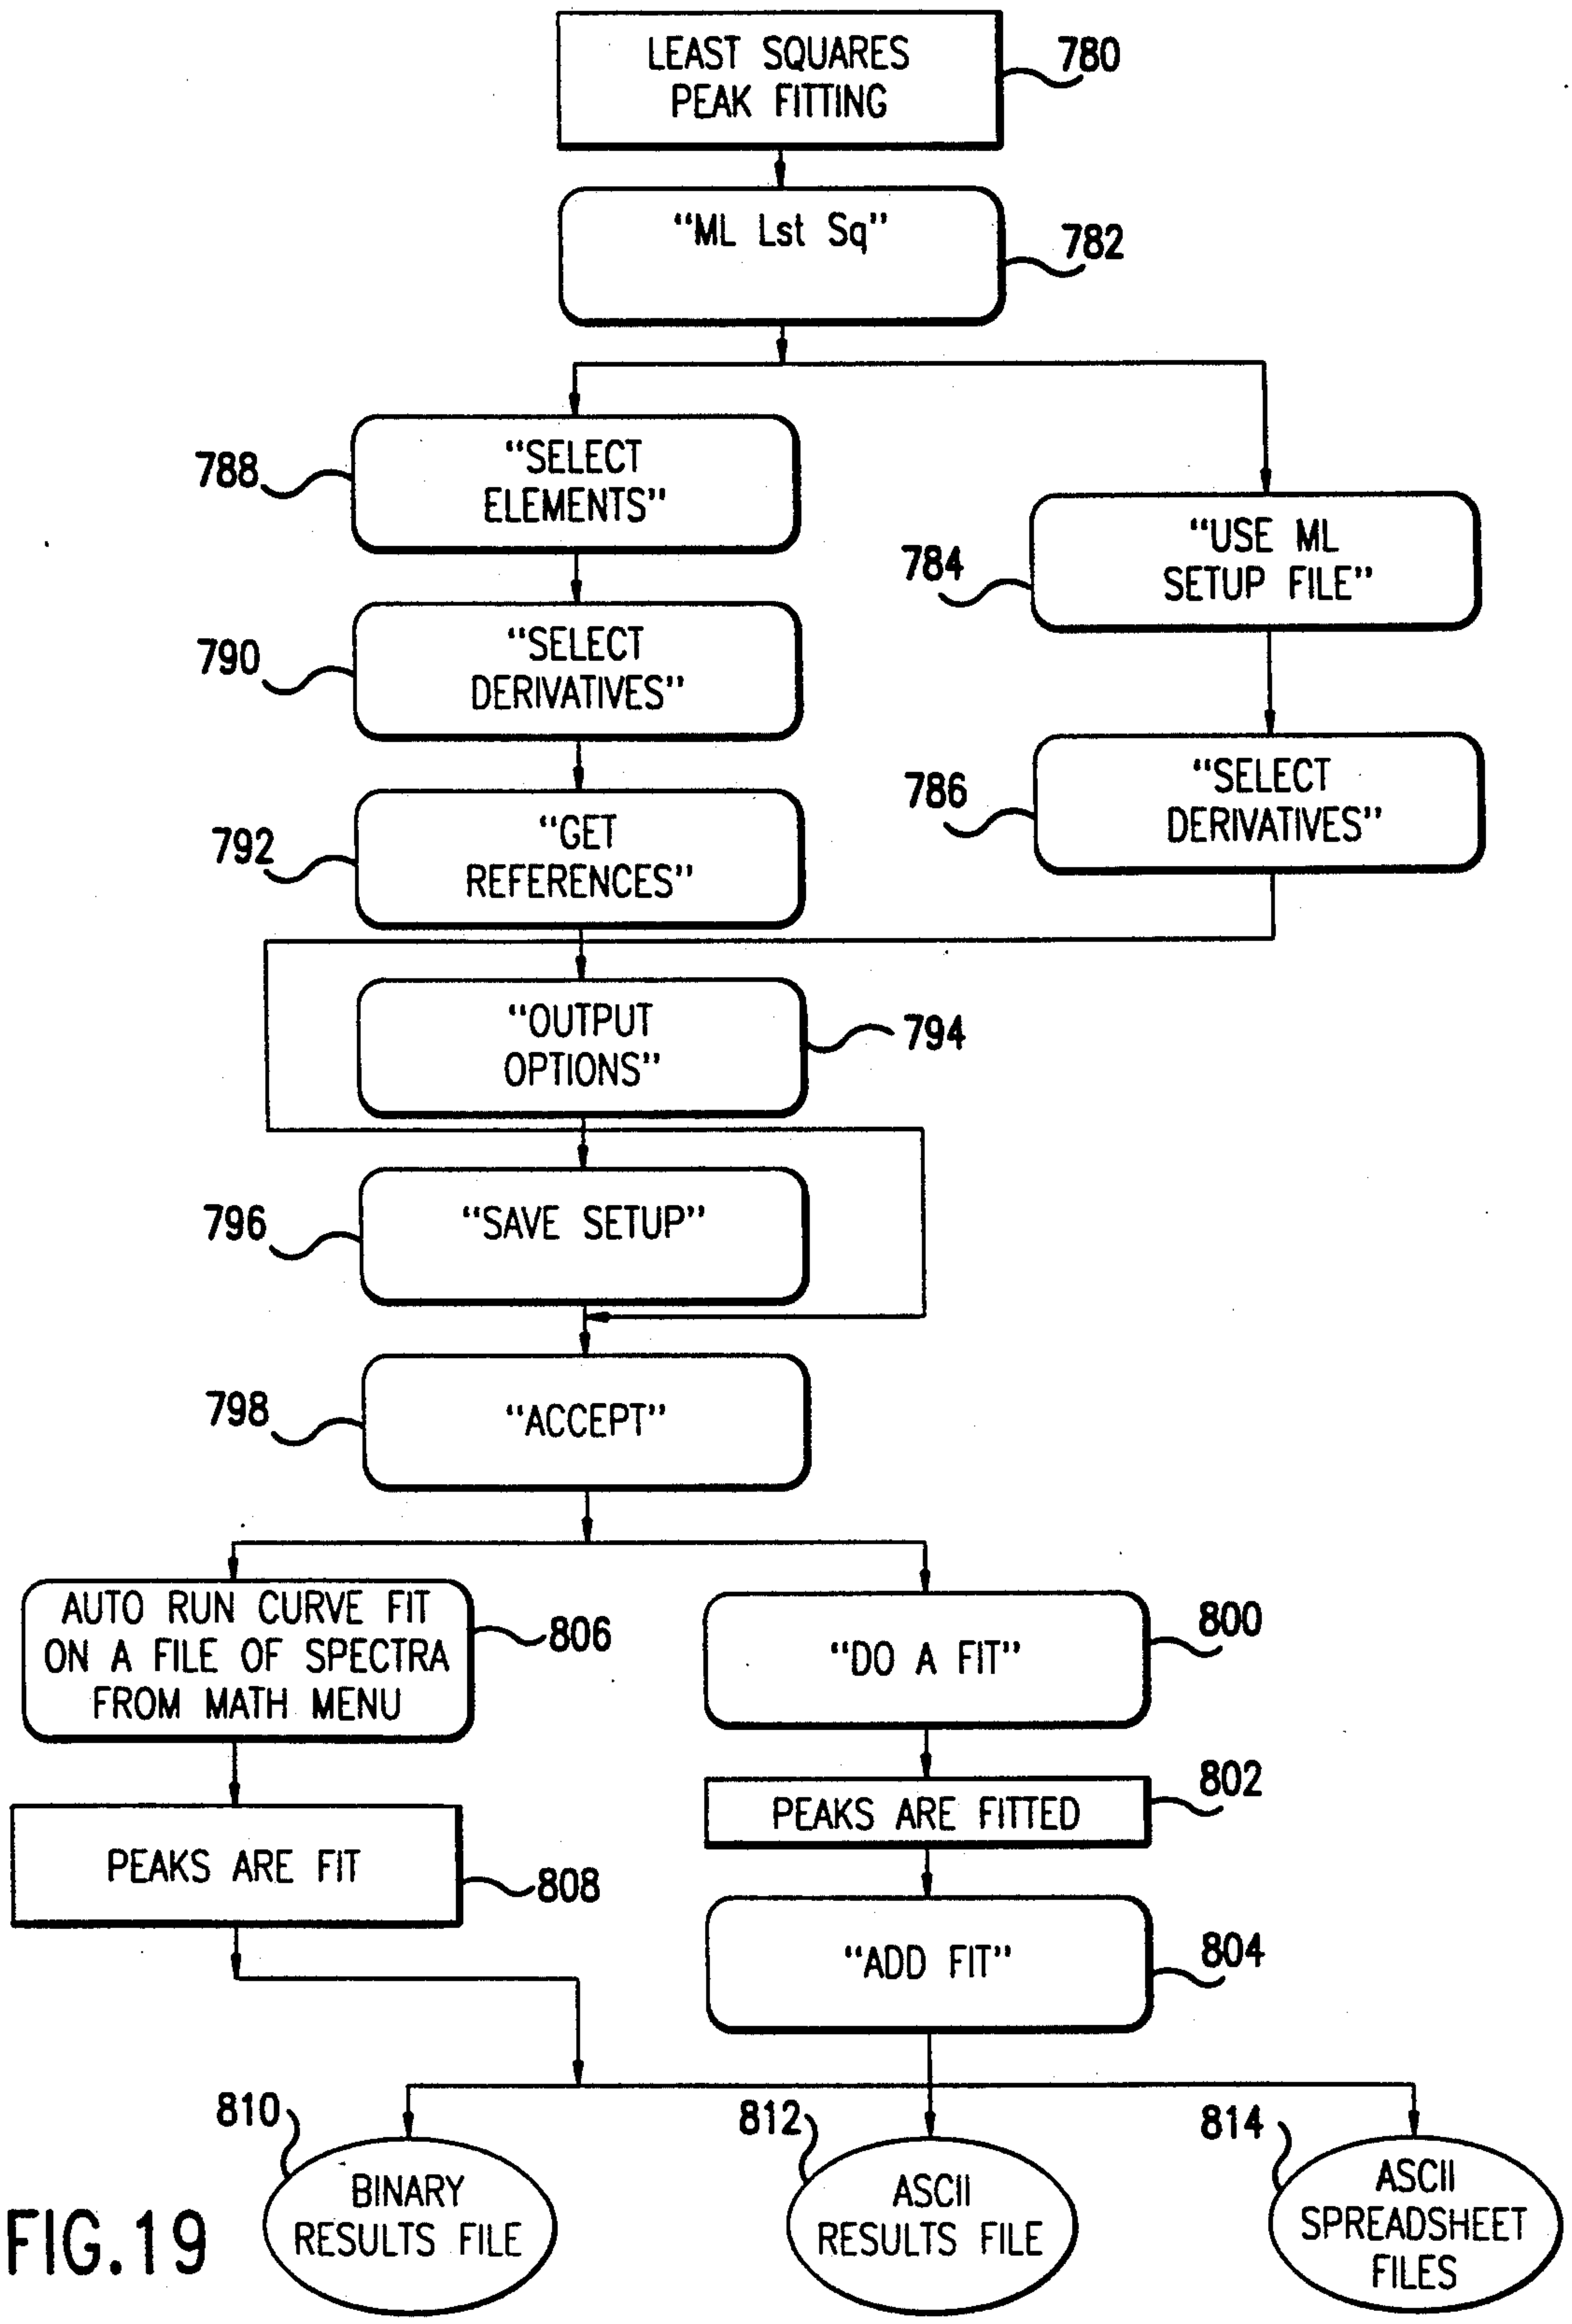 LEAST SQUARES
PEAK FITTING
780
“ML Lst Sq”
782
788
“SELECT
ELEMENTS”
784
“USE ML
SETUP FILE”
790
“SELECT
DERIVATIVES”
786
“SELECT
DERIVATIVES”
792
“GET
REFERENCES”
“OUTPUT
OPTIONS”
794
796
“SAVE SETUP”
798
“ACCEPT”
AUTO RUN CURVE FIT
ON A FILE OF SPECTRA
FROM MATH MENU
806
“DO A FIT”
800
PEAKS ARE FITTED
802
PEAKS ARE FIT
808
“ADD FIT”
804
810
BINARY
RESULTS FILE
812
ASCII
RESULTS FILE
814
ASCII
SPREADSHEET
FILES
FIG.19